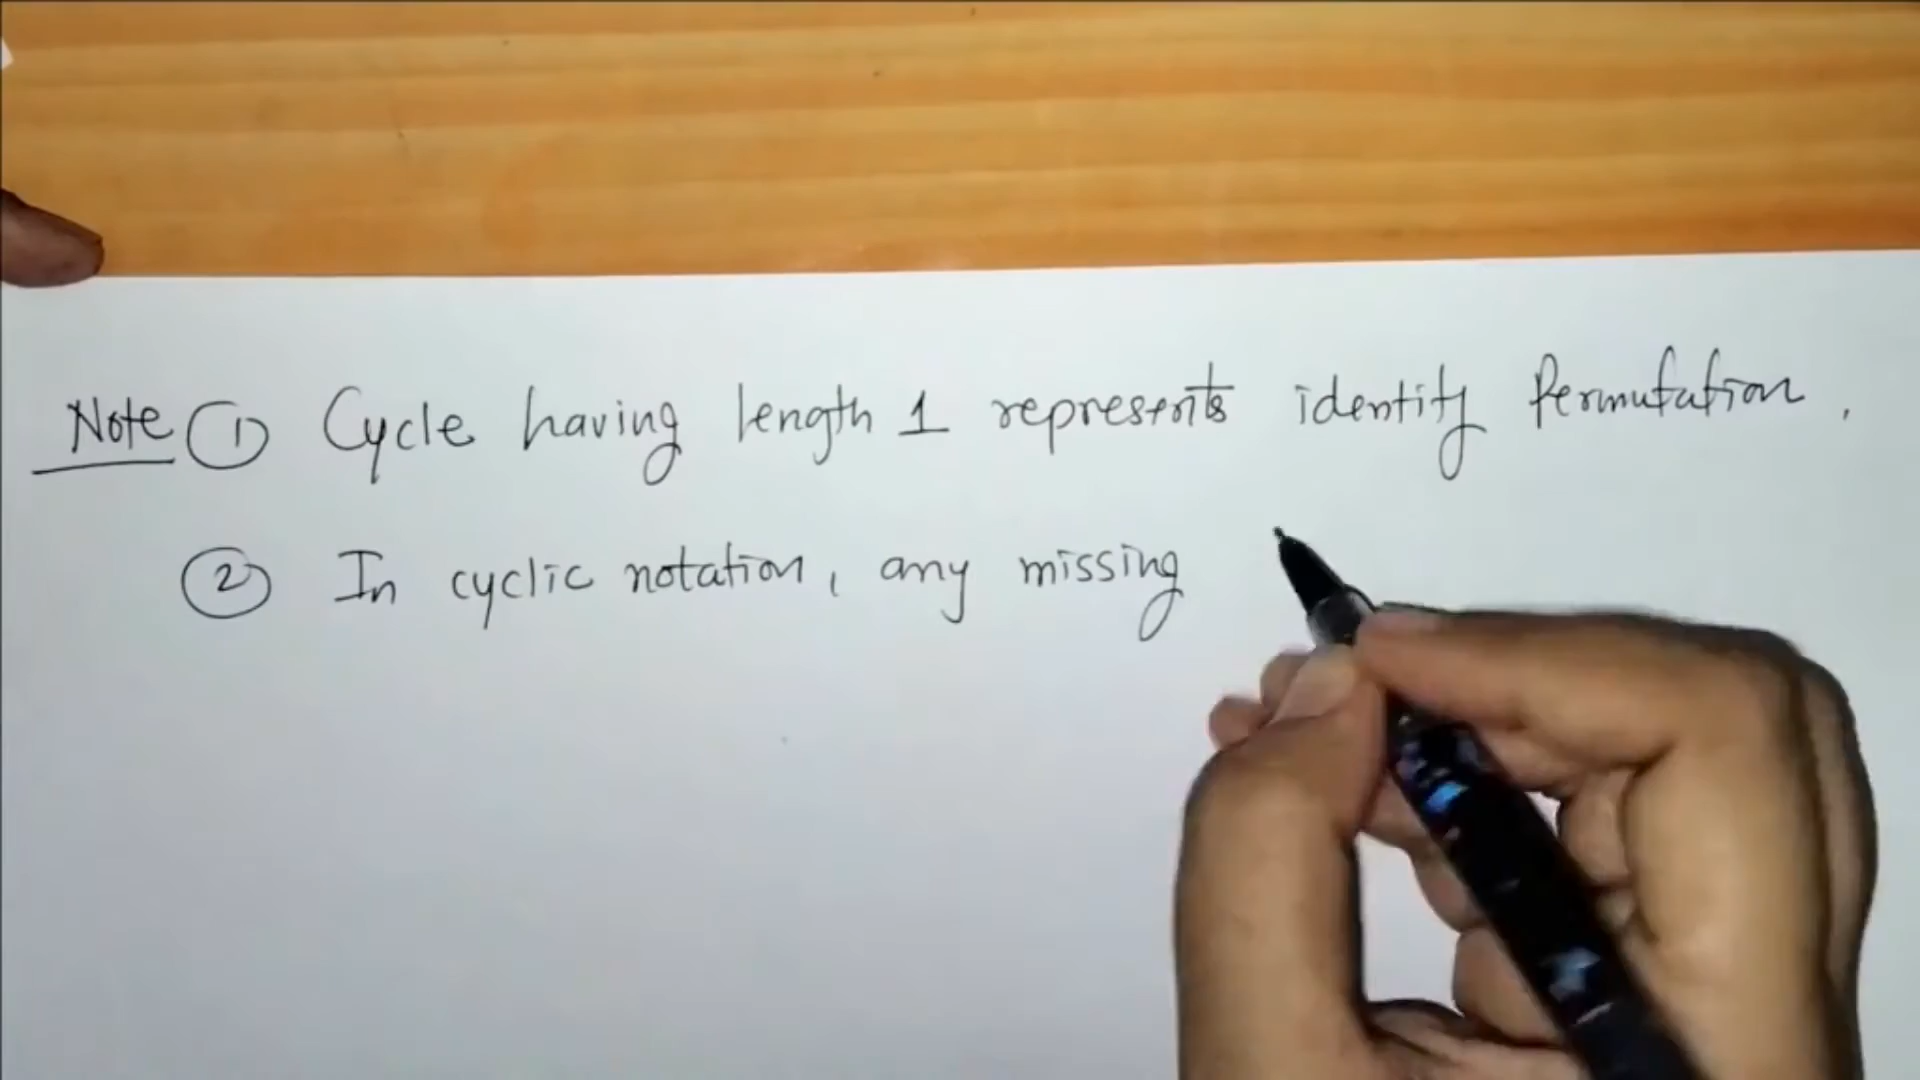 Note ① Cycle having length 1 represents identity Permutation.
② In cyclic notation, any missing